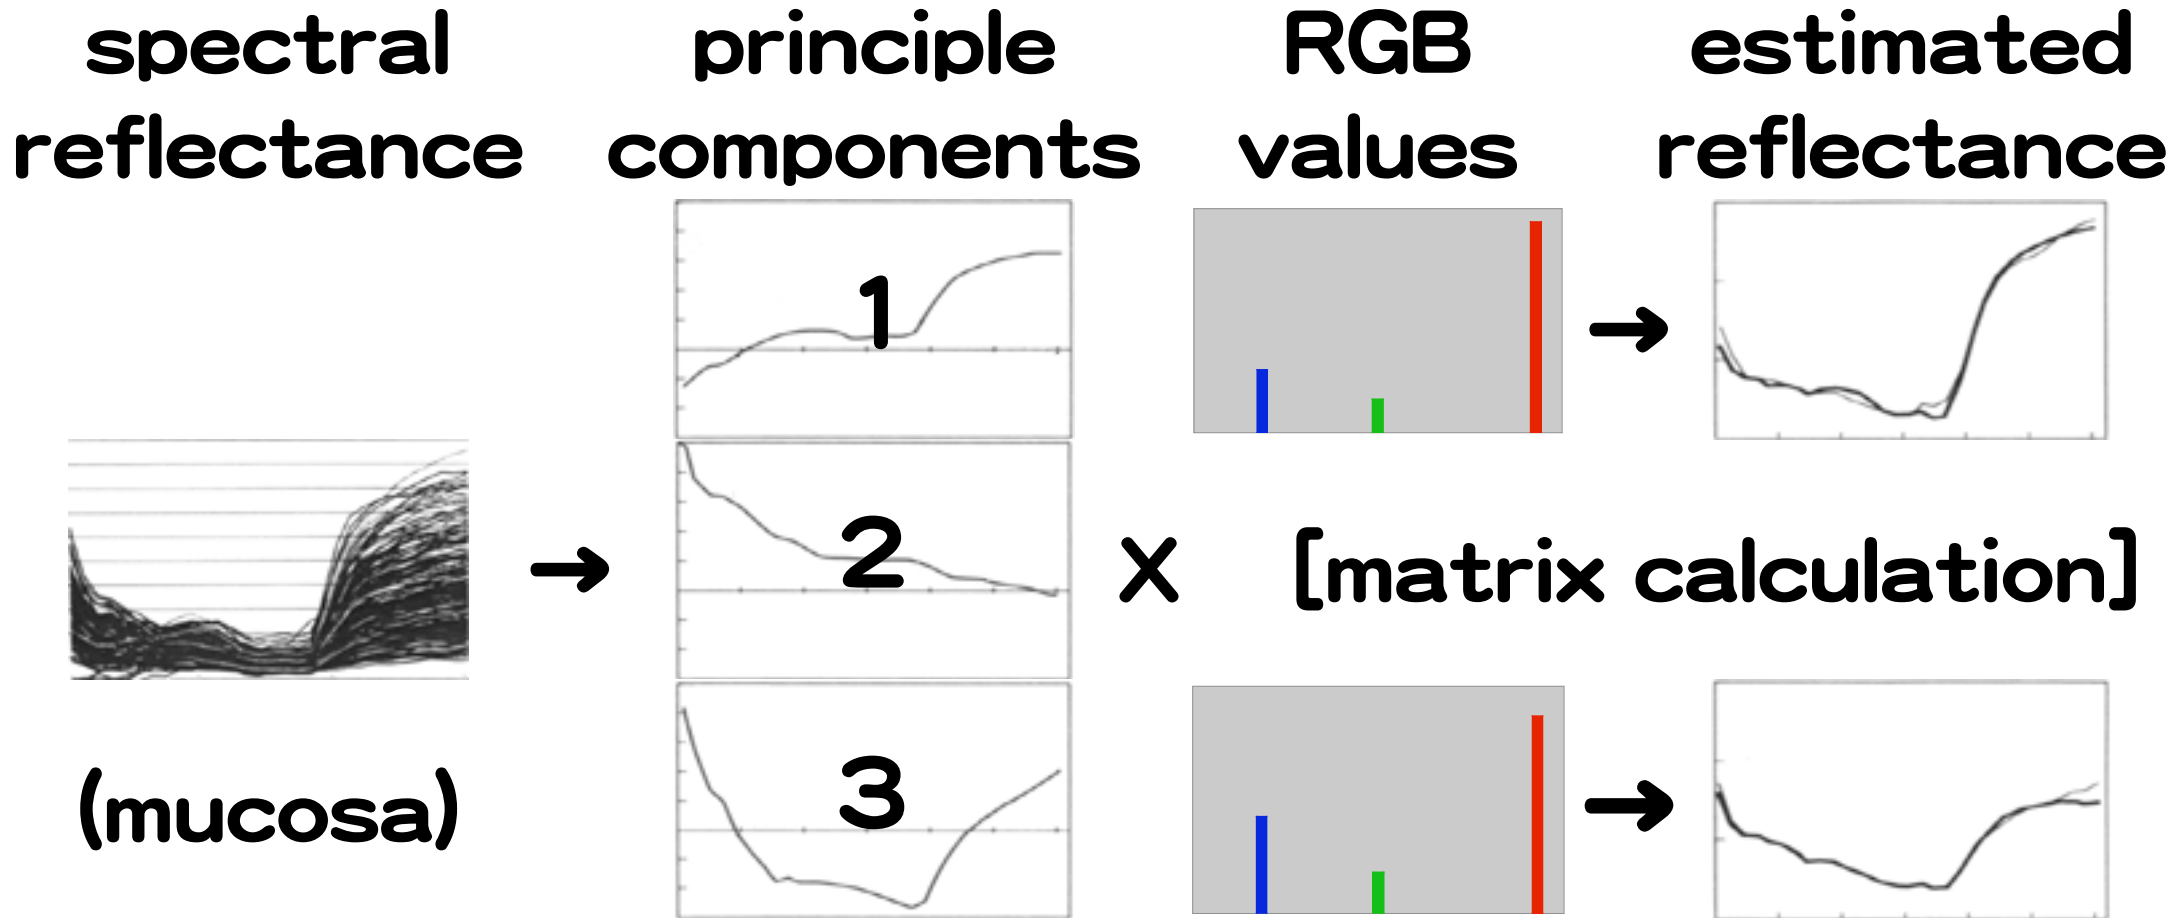 spectral
reflectance
principle
components
RGB
values
estimated
reflectance
1
2
3
(mucosa)
→
X
[matrix calculation]
→
→